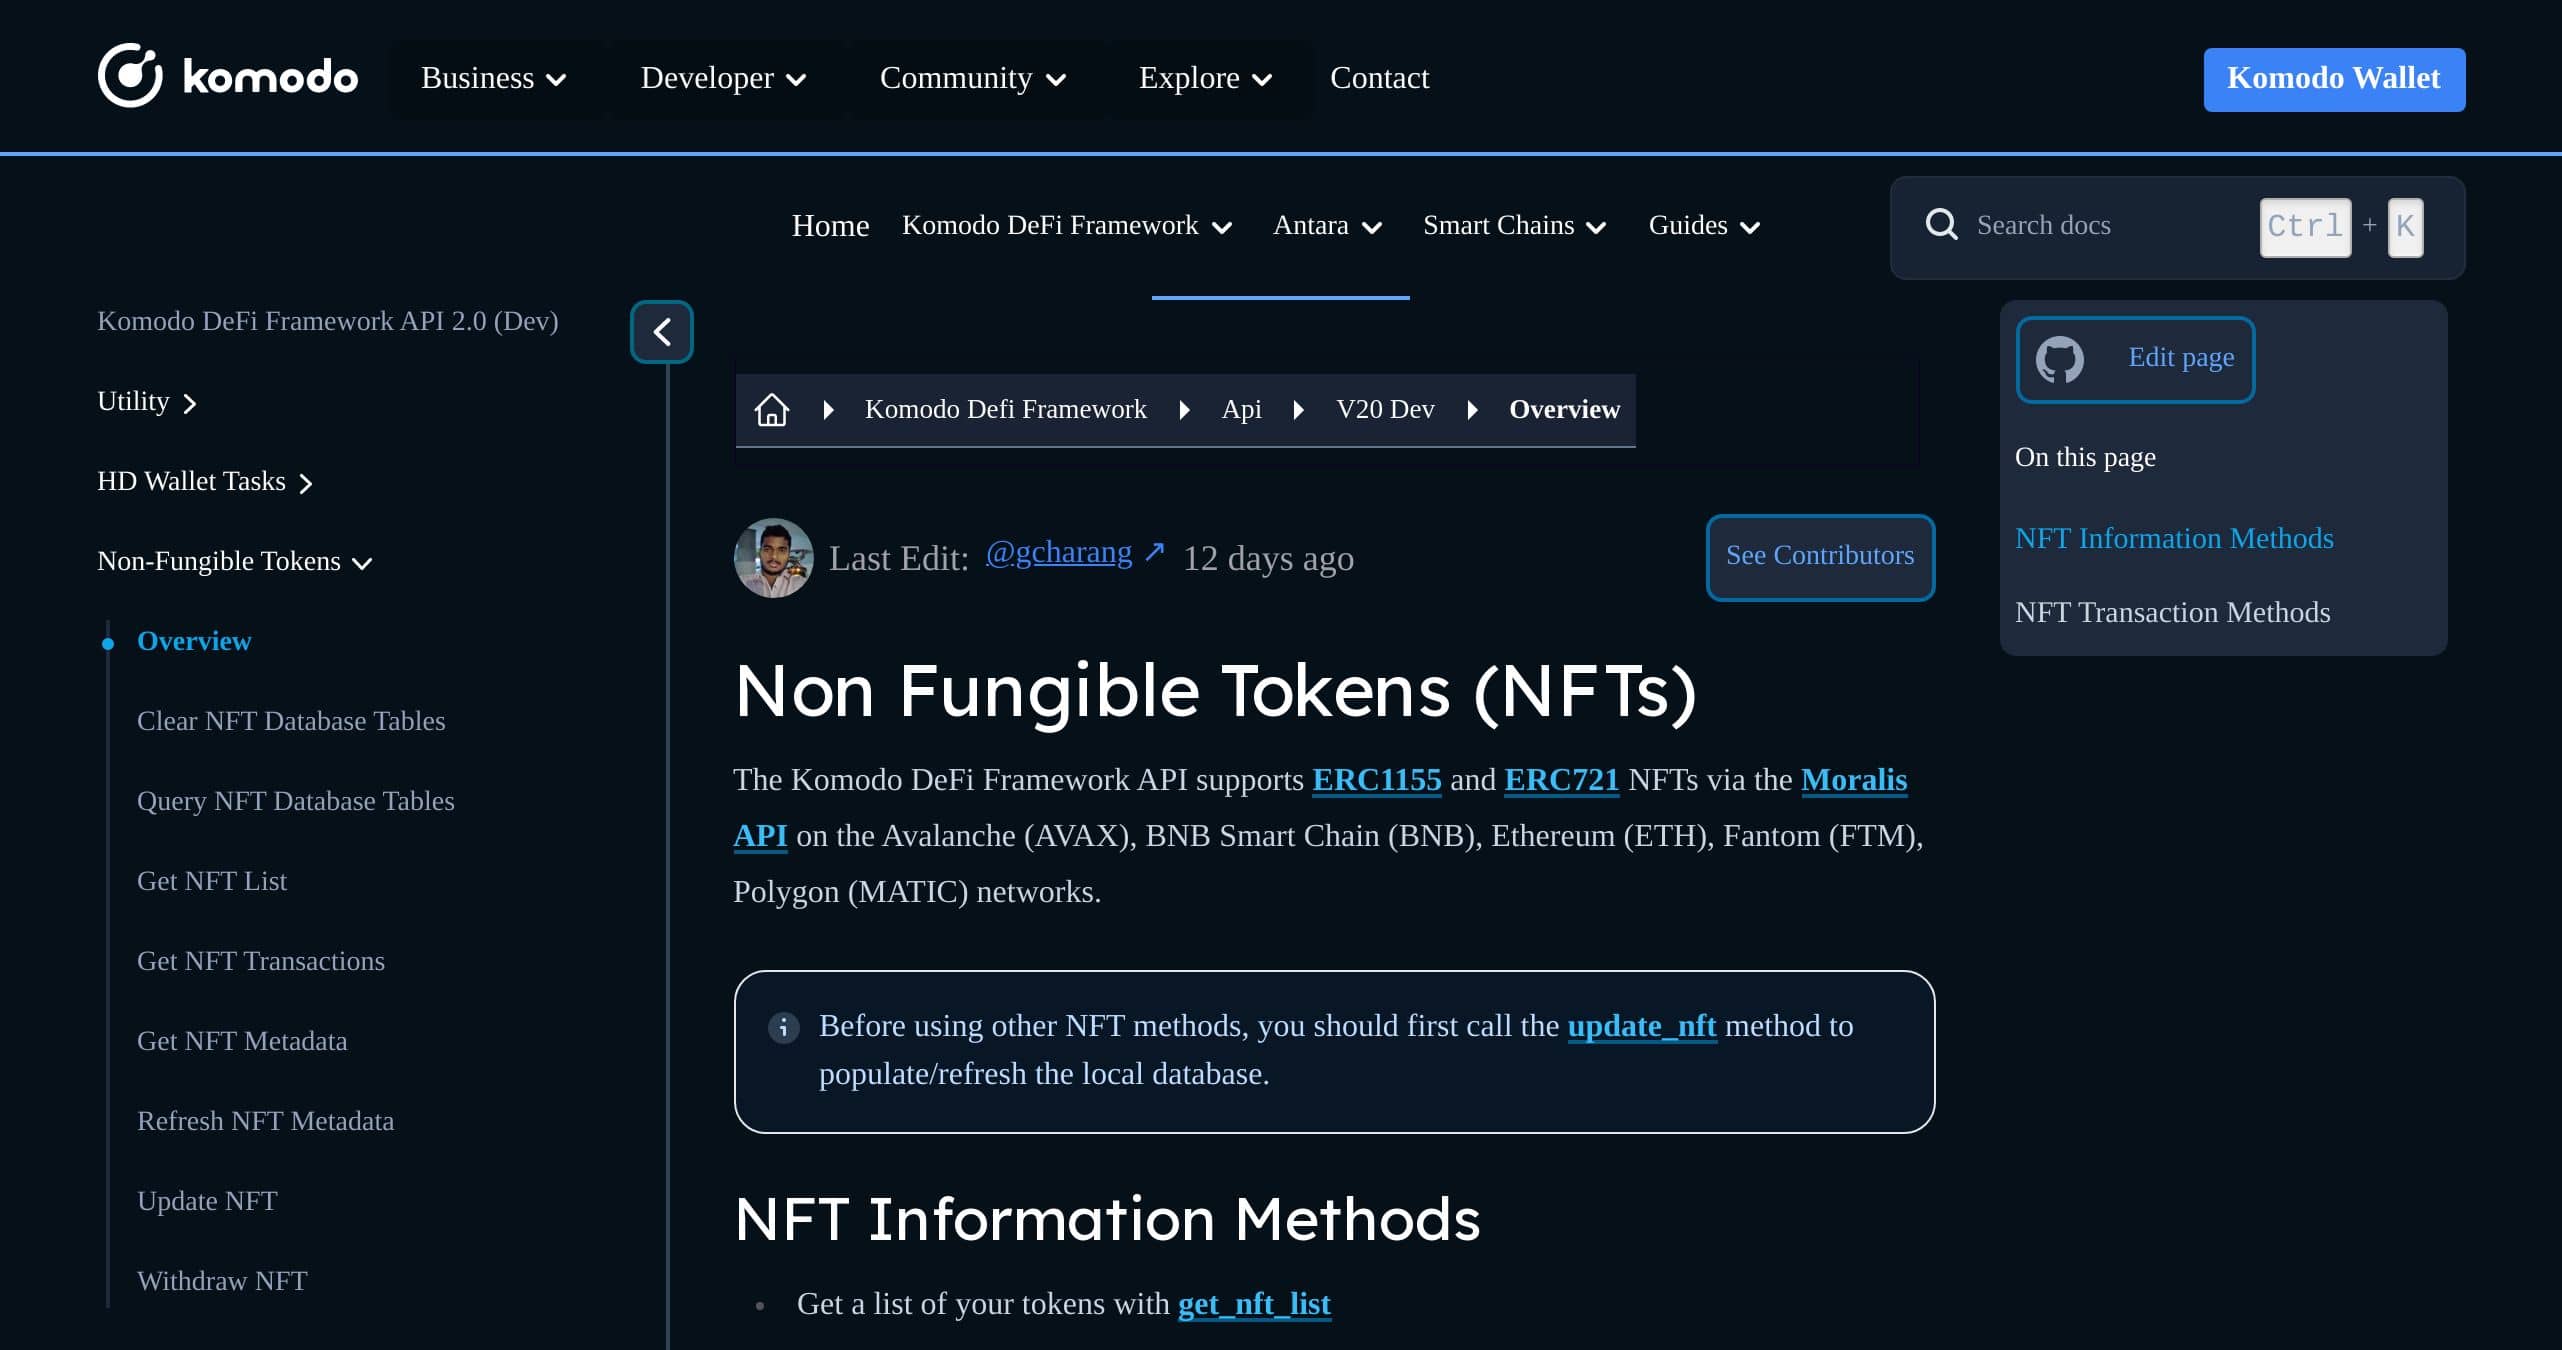 komodo
Business
Developer
Community
Explore
Contact
Komodo Wallet
Home
Komodo DeFi Framework
Antara
Smart Chains
Guides
Search docs
Ctrl + K
Komodo DeFi Framework API 2.0 (Dev)
Utility
HD Wallet Tasks
Non-Fungible Tokens
Overview
Clear NFT Database Tables
Query NFT Database Tables
Get NFT List
Get NFT Transactions
Get NFT Metadata
Refresh NFT Metadata
Update NFT
Withdraw NFT
Komodo Defi Framework
Api
V20 Dev
Overview
Last Edit: @gcharang ↗ 12 days ago
See Contributors
Non Fungible Tokens (NFTs)
The Komodo DeFi Framework API supports ERC1155 and ERC721 NFTs via the Moralis
API on the Avalanche (AVAX), BNB Smart Chain (BNB), Ethereum (ETH), Fantom (FTM),
Polygon (MATIC) networks.
Before using other NFT methods, you should first call the update_nft method to
populate/refresh the local database.
NFT Information Methods
• Get a list of your tokens with get_nft_list
Edit page
On this page
NFT Information Methods
NFT Transaction Methods